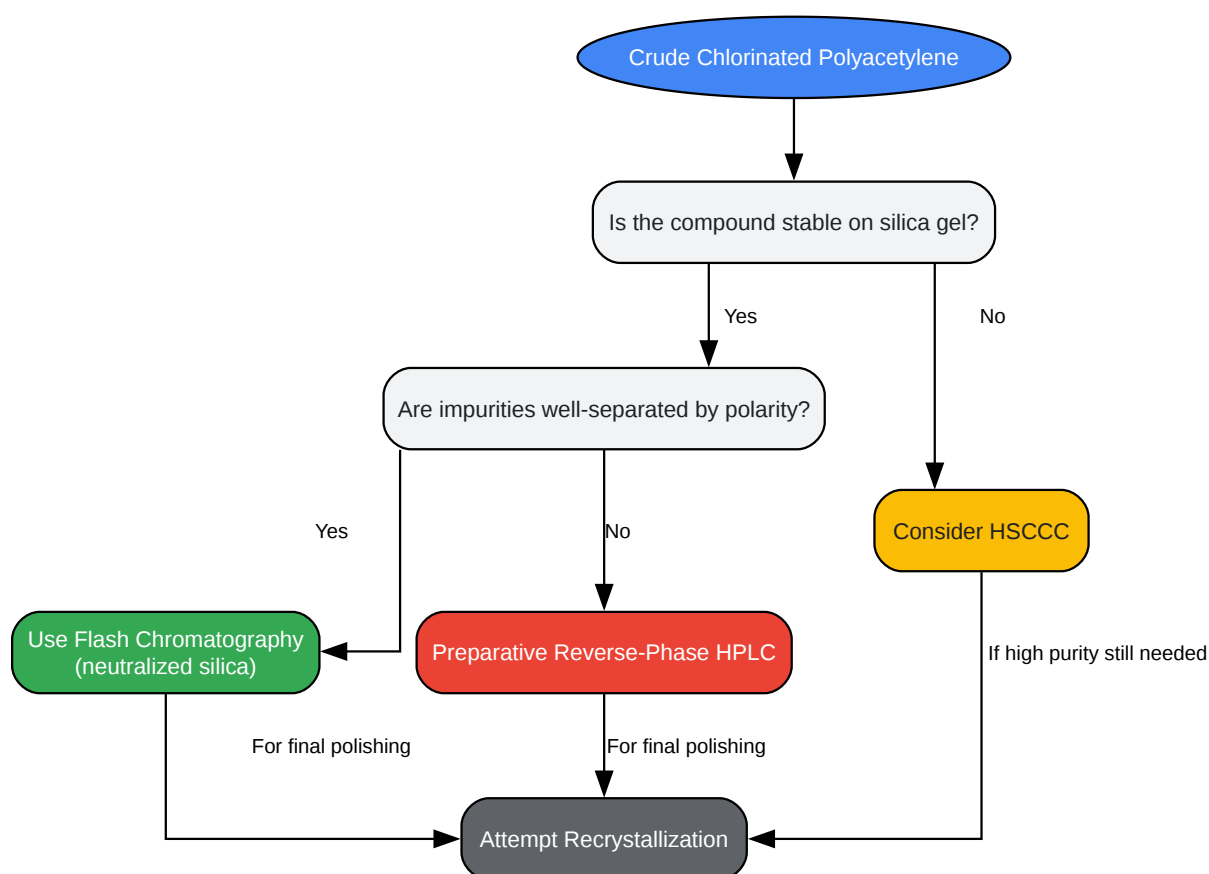 Crude Chlorinated Polyacetylene
Is the compound stable on silica gel?
Yes
No
Are impurities well-separated by polarity?
Yes
No
Consider HSCCC
Use Flash Chromatography
(neutralized silica)
Preparative Reverse-Phase HPLC
If high purity still needed
For final polishing
For final polishing
Attempt Recrystallization